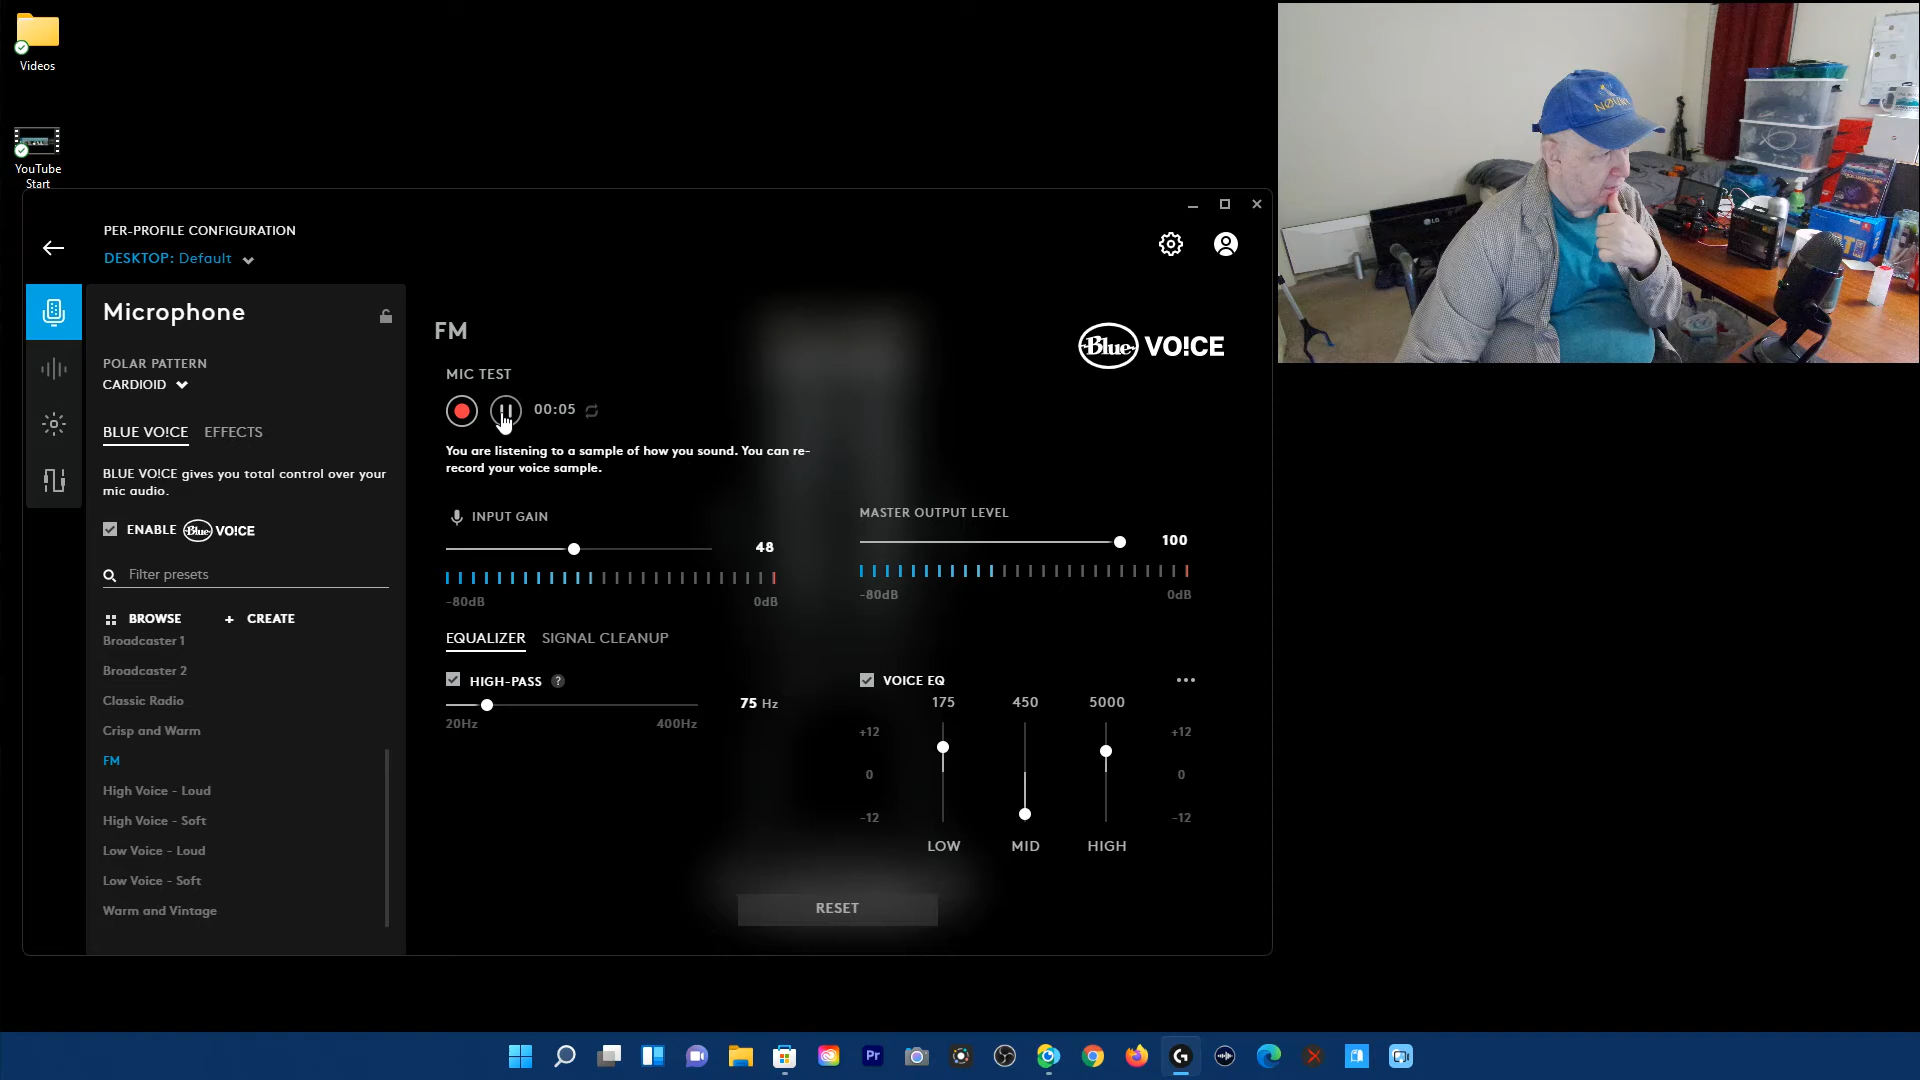 Videos
YouTube
Start
PER-PROFILE CONFIGURATION
DESKTOP: Default
Microphone
POLAR PATTERN
CARDIOID
BLUE VO!CE
EFFECTS
BLUE VO!CE gives you total control over your
mic audio.
ENABLE Blue VO!CE
Filter presets
BROWSE
+ CREATE
Broadcaster 1
Broadcaster 2
Classic Radio
Crisp and Warm
FM
High Voice - Loud
High Voice - Soft
Low Voice - Loud
Low Voice - Soft
Warm and Vintage
FM
Blue VO!CE
MIC TEST
00:05
You are listening to a sample of how you sound. You can re-
record your voice sample.
INPUT GAIN
48
-80dB
0dB
MASTER OUTPUT LEVEL
100
-80dB
0dB
EQUALIZER
SIGNAL CLEANUP
HIGH-PASS ?
75 Hz
20Hz
400Hz
VOICE EQ
175
450
5000
+12
+12
0
0
-12
-12
LOW
MID
HIGH
RESET
LG
Pr